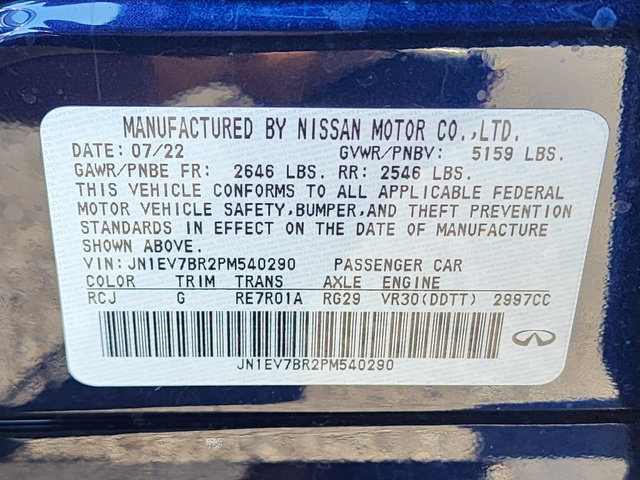 MANUFACTURED BY NISSAN MOTOR CO.,LTD.
DATE: 07/22 GVWR/PNBV: 5159 LBS.
GAWR/PNBE FR: 2646 LBS. RR: 2546 LBS.
THIS VEHICLE CONFORMS TO ALL APPLICABLE FEDERAL
MOTOR VEHICLE SAFETY,BUMPER,AND THEFT PREVENTION
STANDARDS IN EFFECT ON THE DATE OF MANUFACTURE
SHOWN ABOVE.
VIN: JN1EV7BR2PM540290 PASSENGER CAR
COLOR TRIM TRANS AXLE ENGINE
RCJ G RE7R01A RG29 VR30(DDTT) 2997CC
JN1EV7BR2PM540290